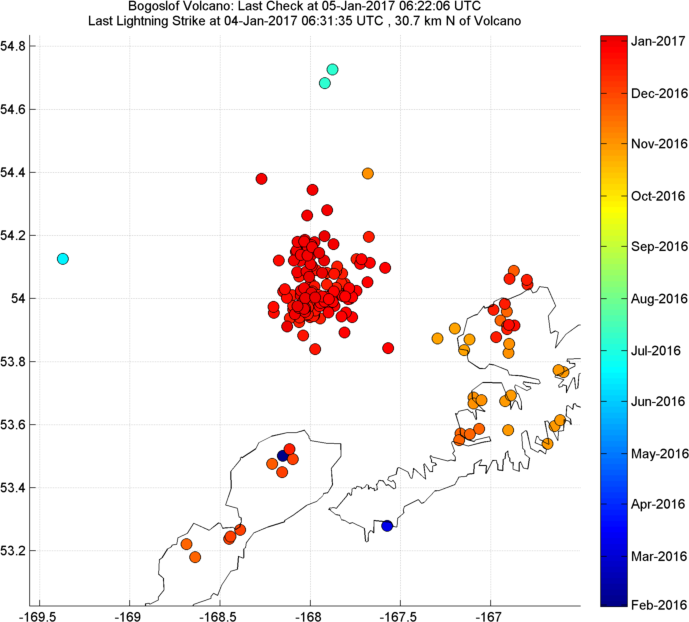 Bogoslof Volcano: Last Check at 05-Jan-2017 06:22:06 UTC
Last Lightning Strike at 04-Jan-2017 06:31:35 UTC , 30.7 km N of Volcano
54.8
54.6
54.4
54.2
54
53.8
53.6
53.4
53.2
-169.5
-169
-168.5
-168
-167.5
-167
Jan-2017
Dec-2016
Nov-2016
Oct-2016
Sep-2016
Aug-2016
Jul-2016
Jun-2016
May-2016
Apr-2016
Mar-2016
Feb-2016